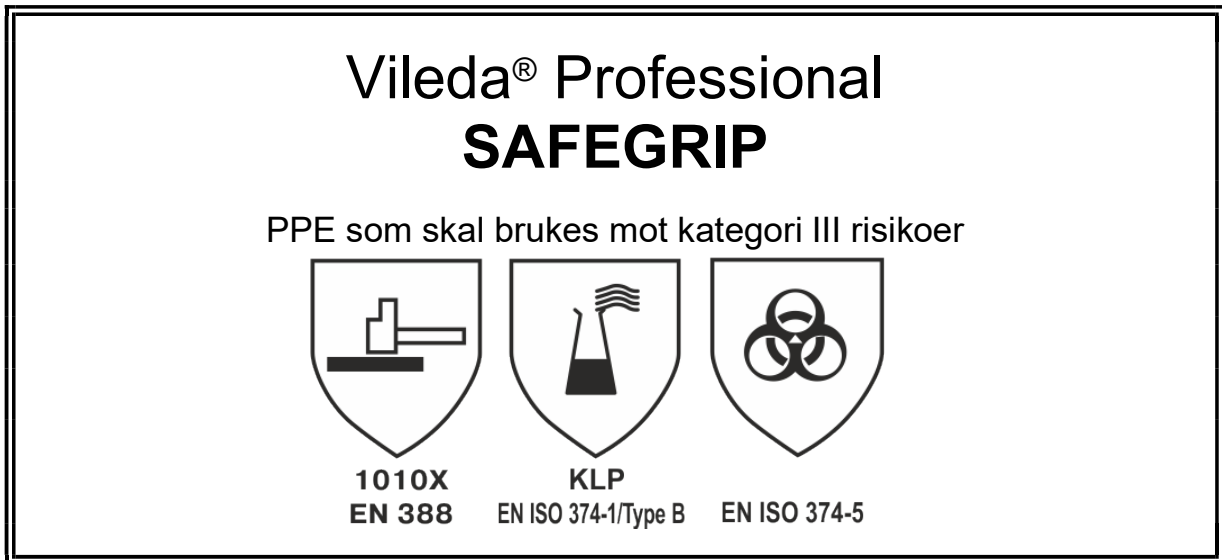 Vileda® Professional
SAFEGRIP
PPE som skal brukes mot kategori III risikoer
1010X
EN 388
KLP
EN ISO 374-1/Type B
EN ISO 374-5